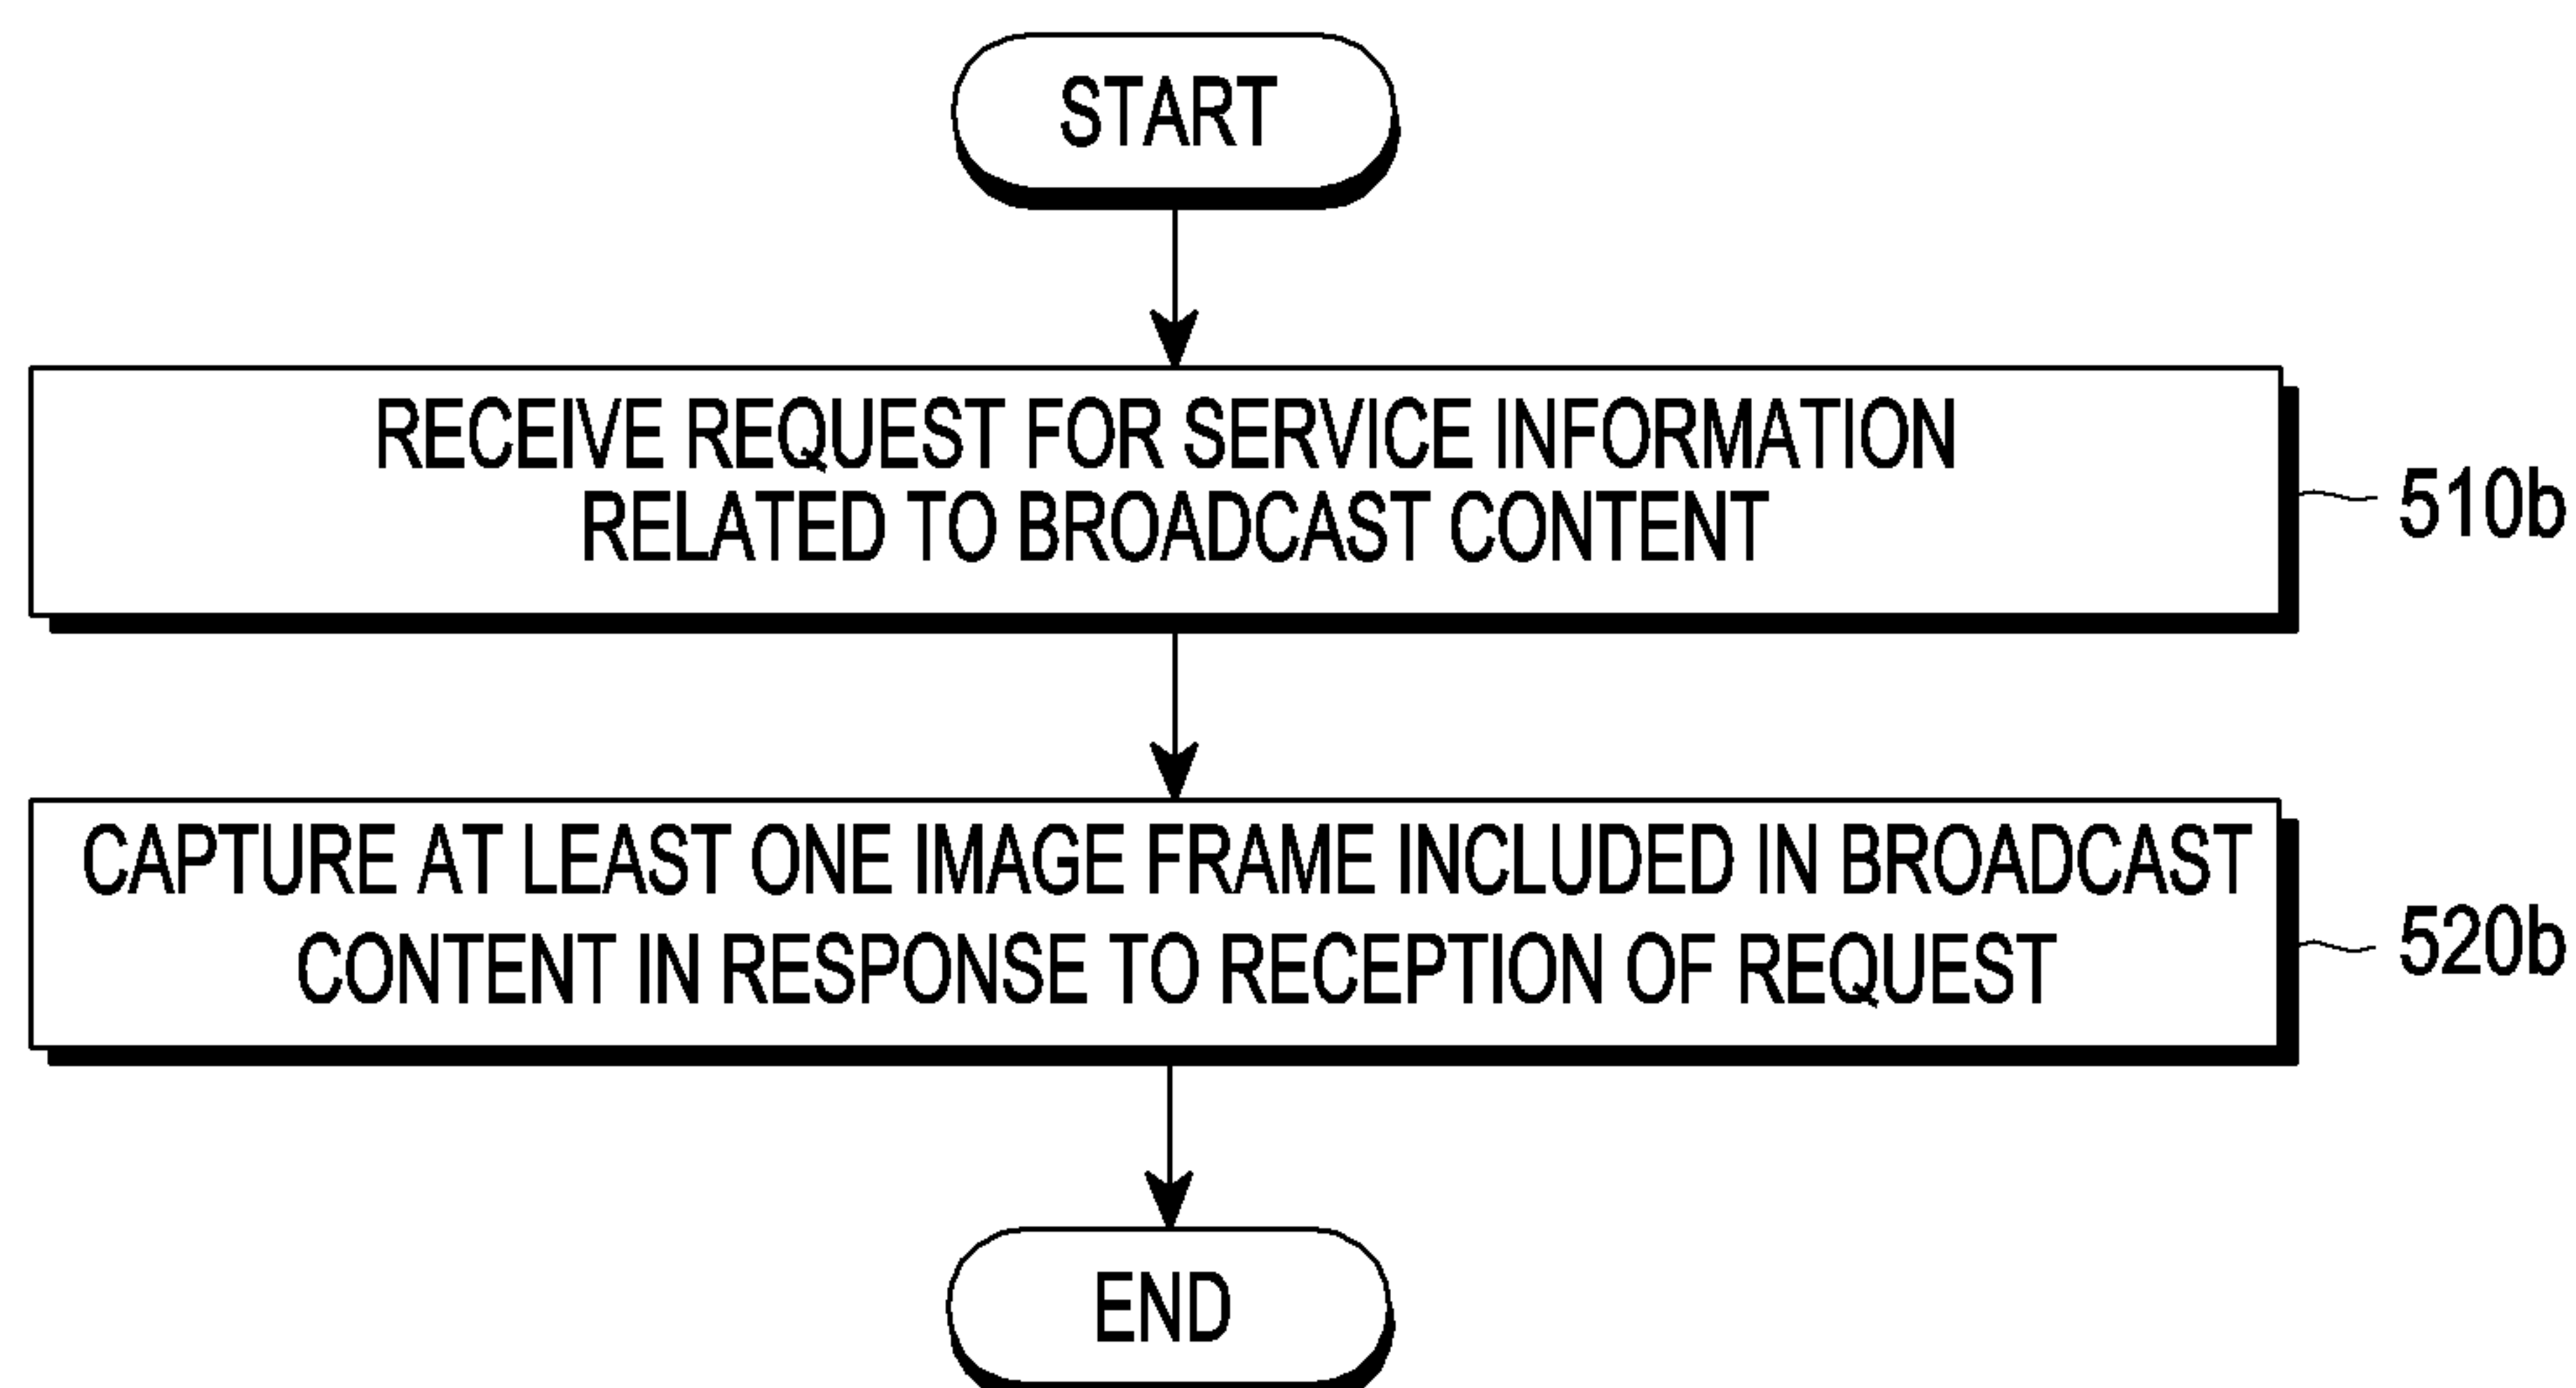 START
RECEIVE REQUEST FOR SERVICE INFORMATION
RELATED TO BROADCAST CONTENT
510b
CAPTURE AT LEAST ONE IMAGE FRAME INCLUDED IN BROADCAST
CONTENT IN RESPONSE TO RECEPTION OF REQUEST
520b
END